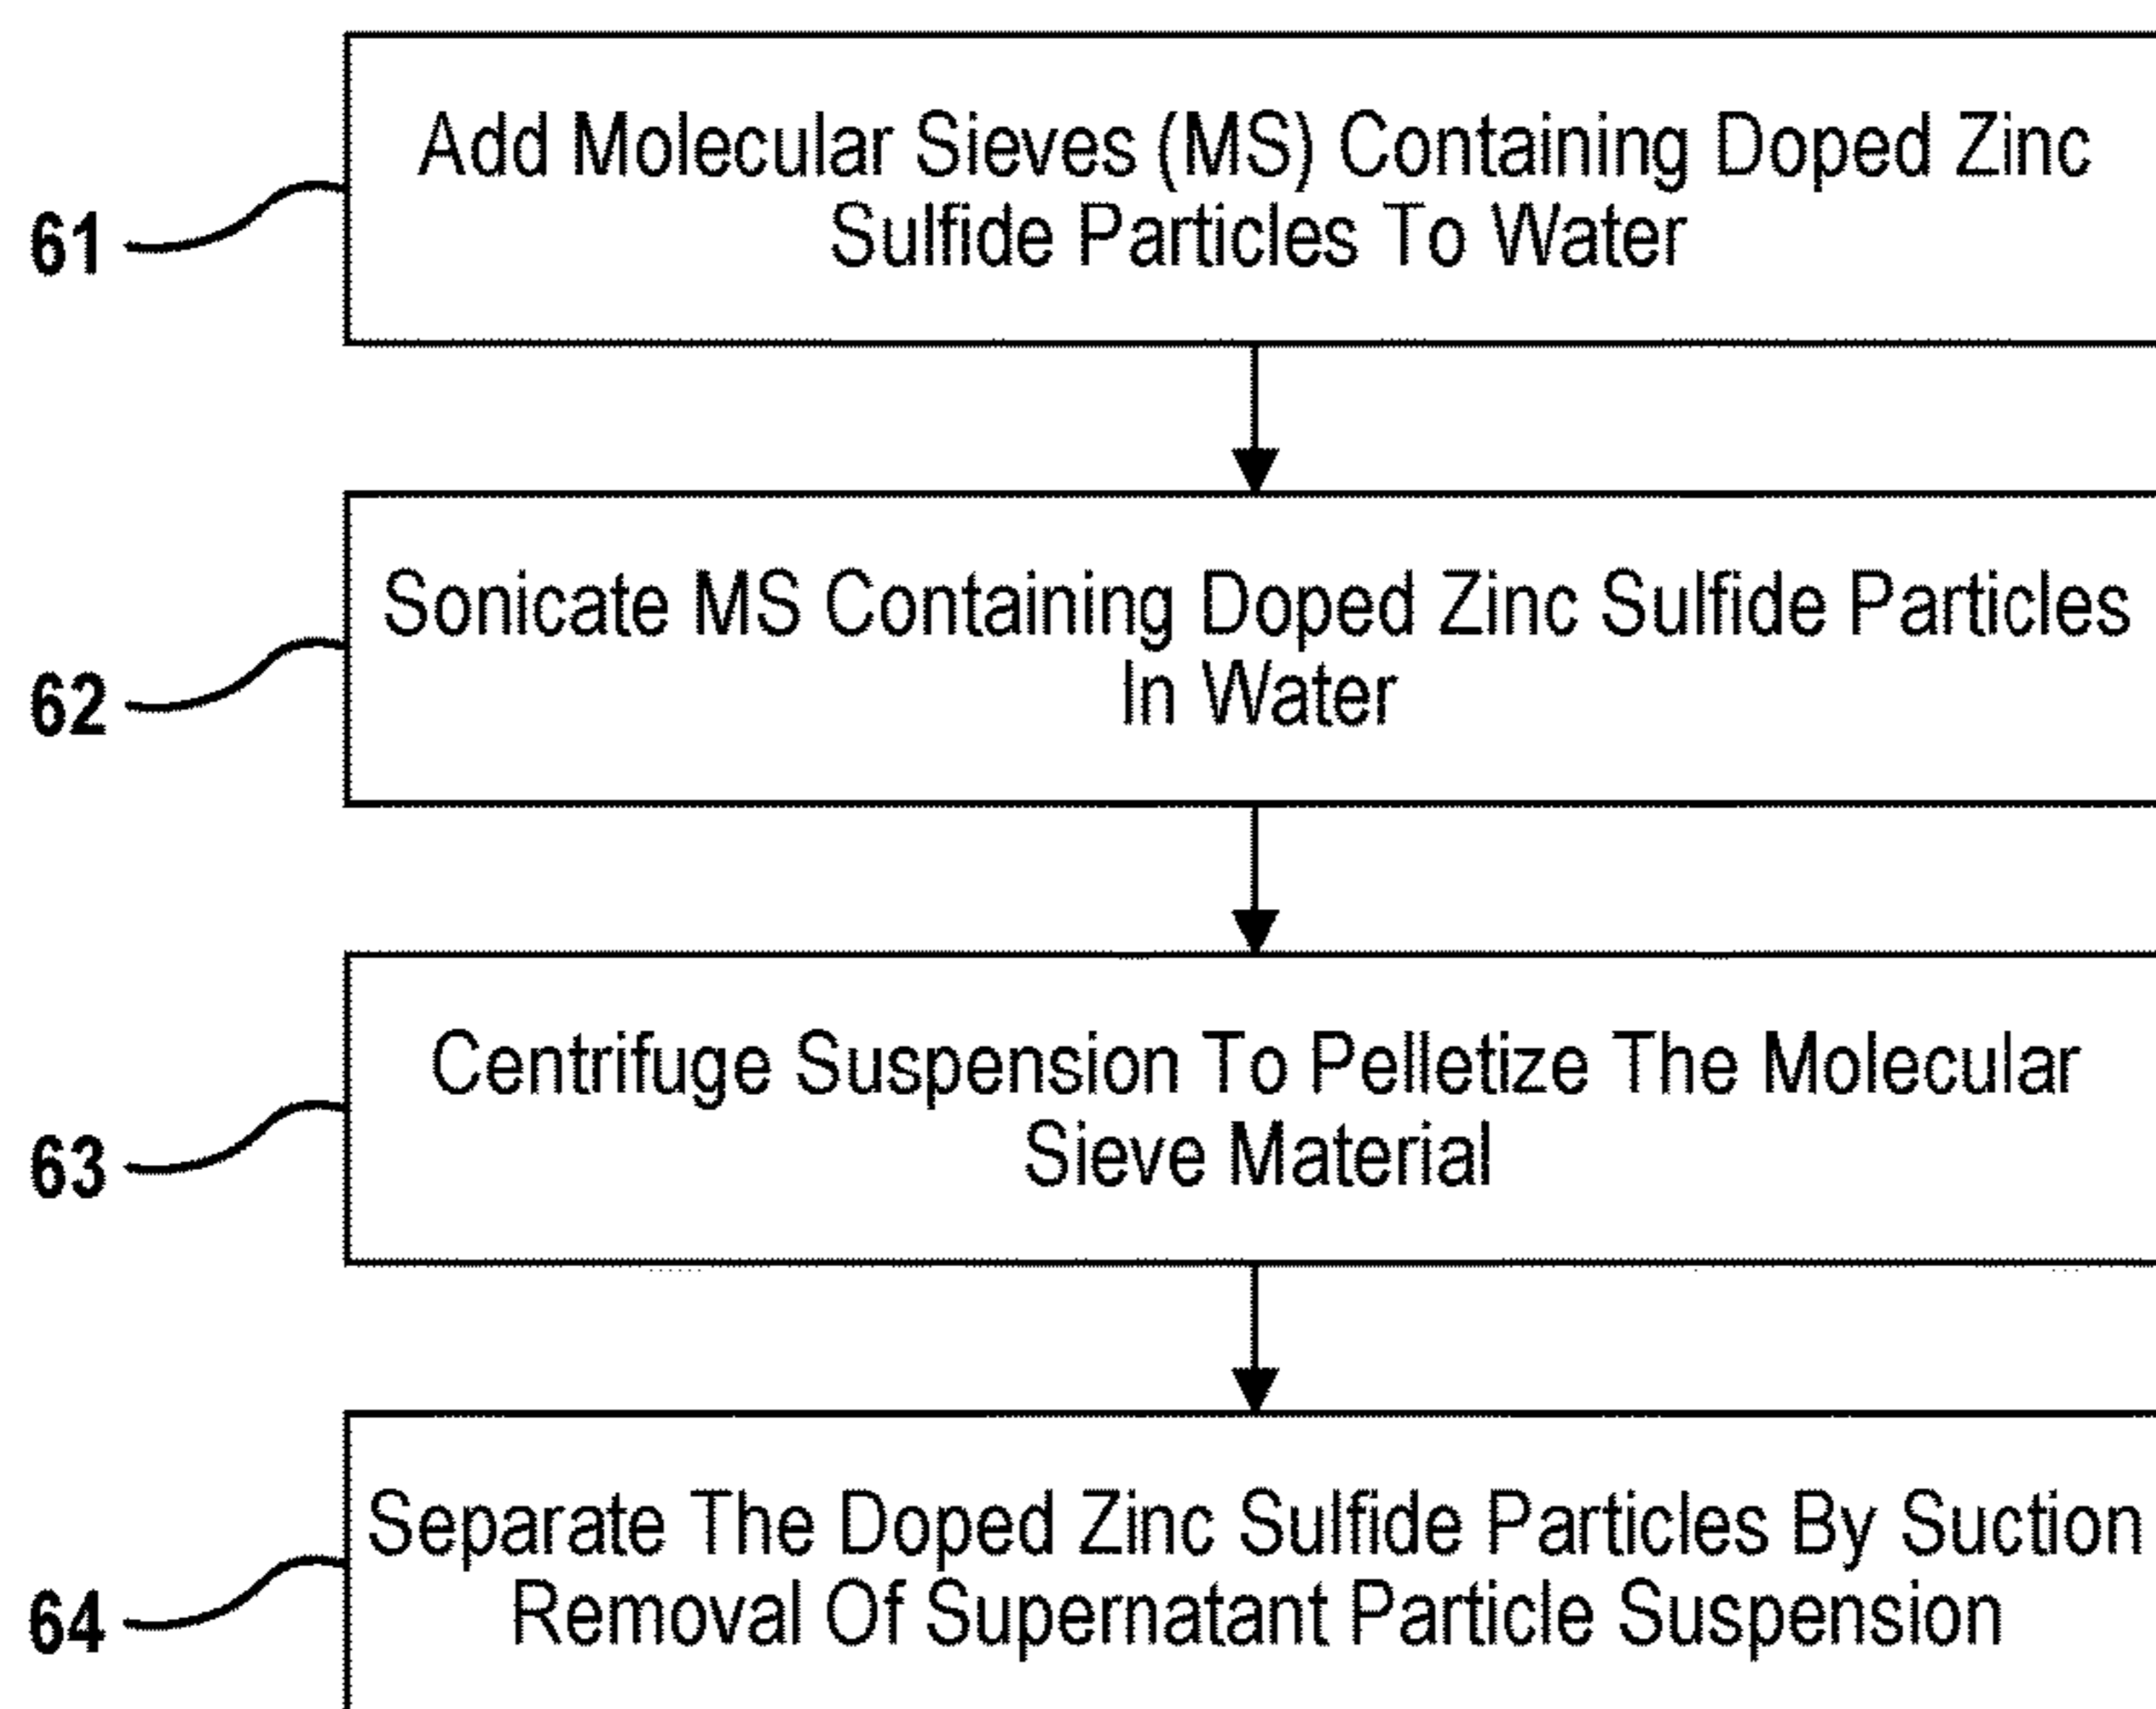 Add Molecular Sieves (MS) Containing Doped Zinc
Sulfide Particles To Water
61
Sonicate MS Containing Doped Zinc Sulfide Particles
In Water
62
Centrifuge Suspension To Pelletize The Molecular
Sieve Material
63
Separate The Doped Zinc Sulfide Particles By Suction
Removal Of Supernatant Particle Suspension
64